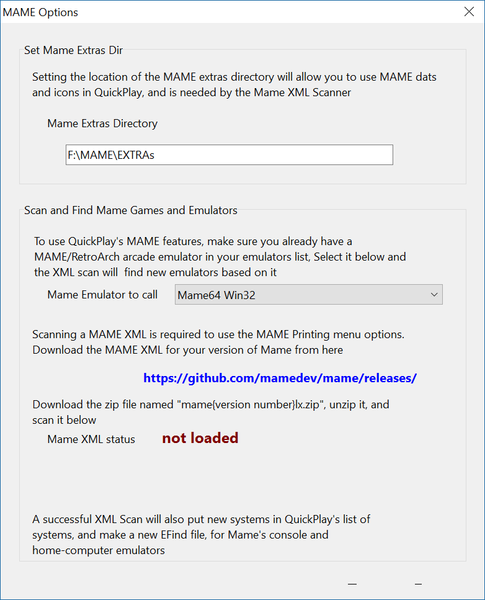 MAME Options
Set Mame Extras Dir
Setting the location of the MAME extras directory will allow you to use MAME dats
and icons in QuickPlay, and is needed by the Mame XML Scanner
Mame Extras Directory
F:\MAME\EXTRAs
Scan and Find Mame Games and Emulators
To use QuickPlay's MAME features, make sure you already have a
MAME/RetroArch arcade emulator in your emulators list, Select it below and
the XML scan will  find new emulators based on it
Mame Emulator to call
Mame64 Win32
Scanning a MAME XML is required to use the MAME Printing menu options.
Download the MAME XML for your version of Mame from here
https://github.com/mamedev/mame/releases/
Download the zip file named "mame{version number}lx.zip", unzip it, and
scan it below
Mame XML status
not loaded
A successful XML Scan will also put new systems in QuickPlay's list of
systems, and make a new EFind file, for Mame's console and
home-computer emulators